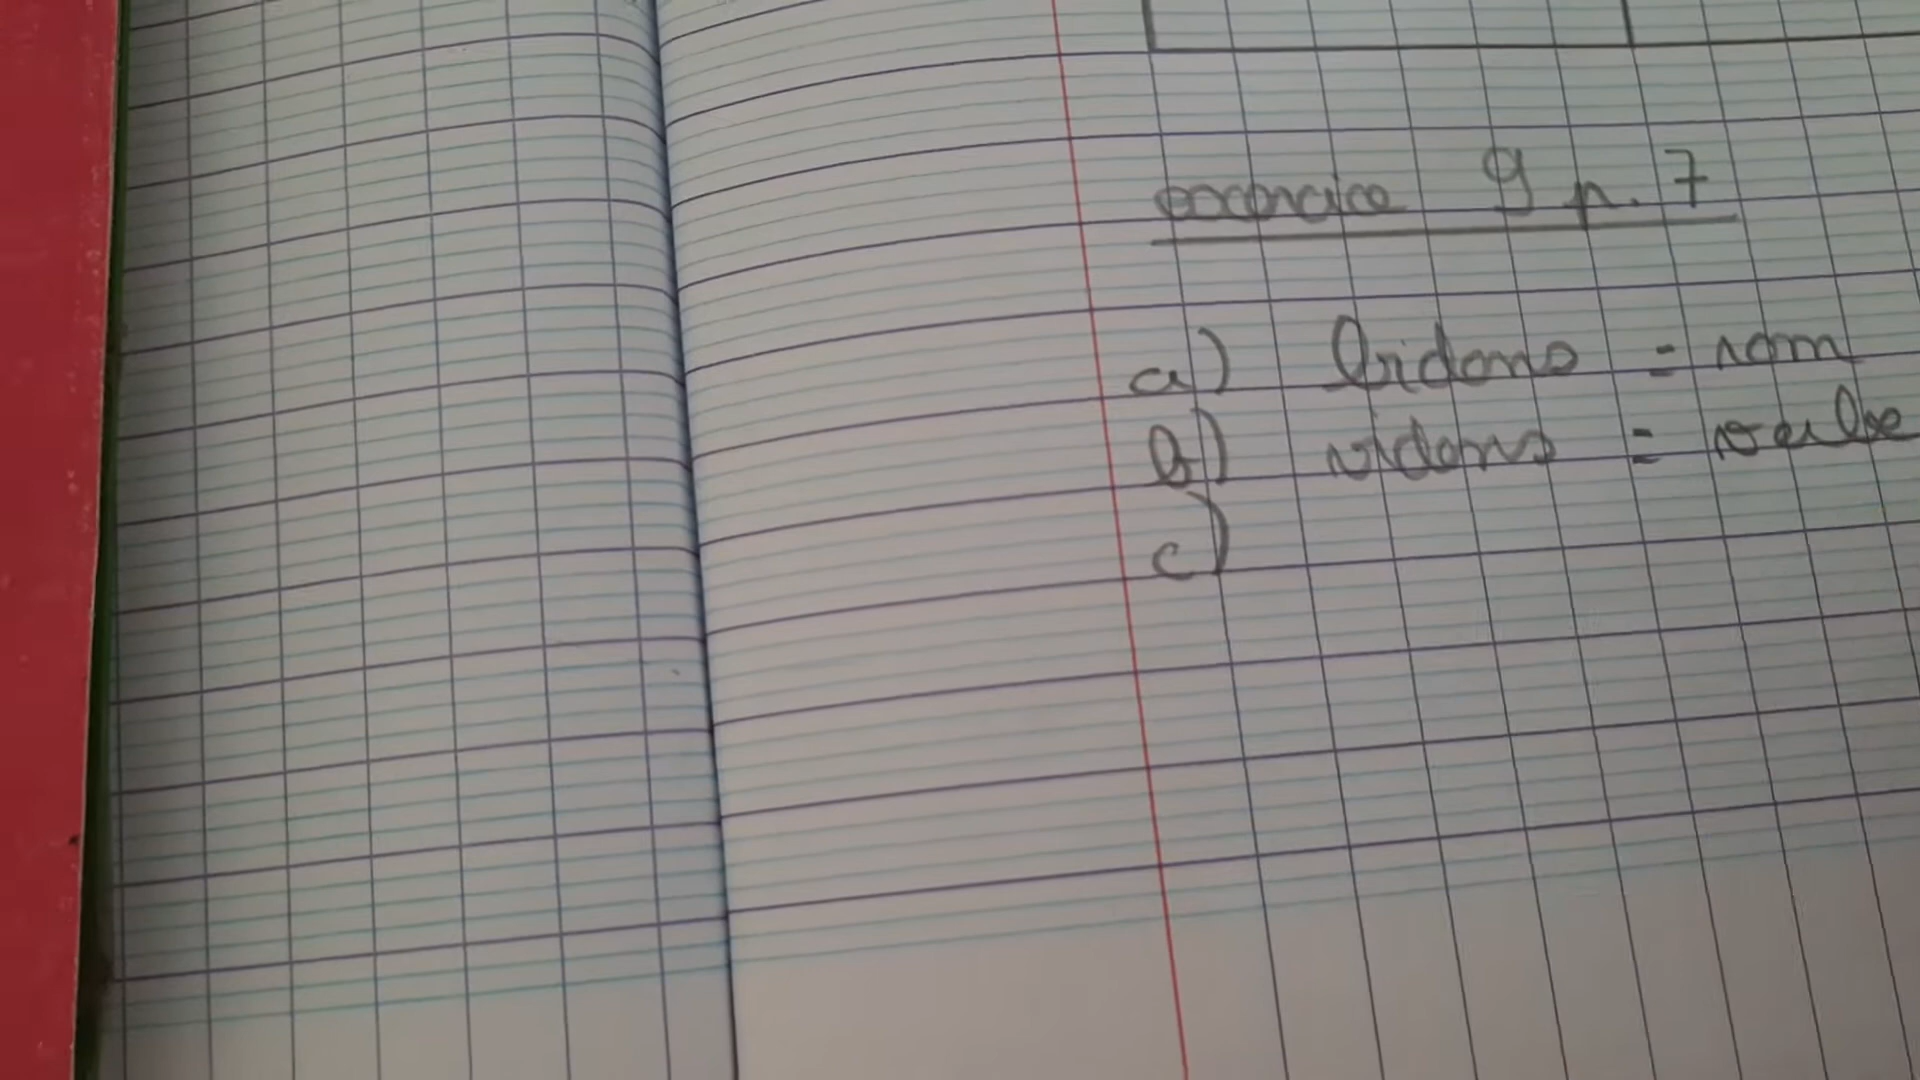 exercice 9 p. 7
a) bidons = nom
b) vidons = verbe
c)